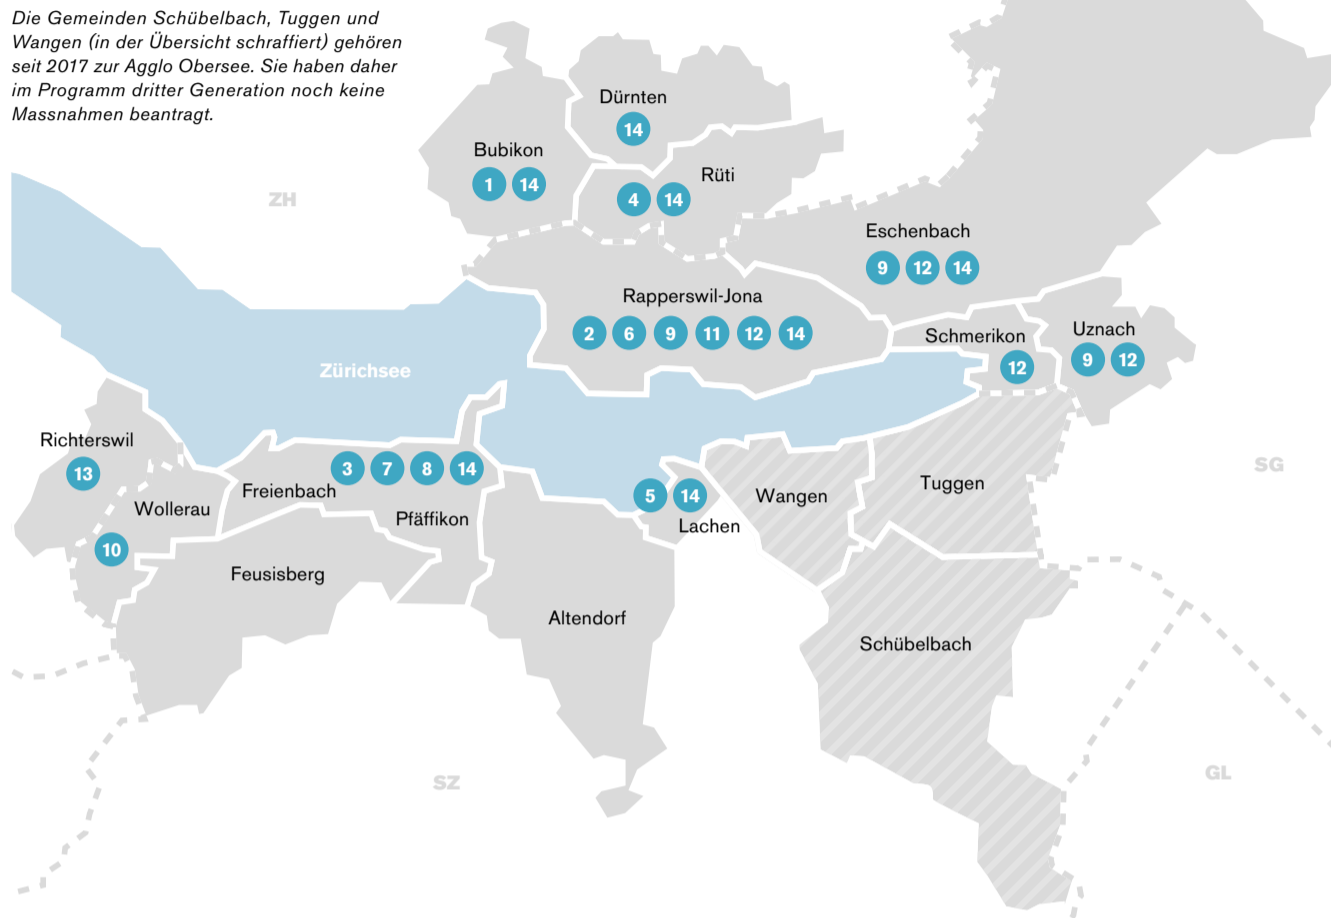 Die Gemeinden Schübelbach, Tuggen und
Wangen (in der Übersicht schraffiert) gehören
seit 2017 zur Agglo Obersee. Sie haben daher
im Programm dritter Generation noch keine
Massnahmen beantragt.
Dürnten
14
Bubikon
1 14
Rüti
4 14
ZH
Eschenbach
9 12 14
Rapperswil-Jona
2 6 9 11 12 14
Schmerikon
12
Uznach
9 12
Zürichsee
Richterswil
13
Wollerau
10
Freienbach
3 7 8 14
Pfäffikon
5 14
Lachen
Wangen
Tuggen
SG
Feusisberg
Altendorf
Schübelbach
SZ
GL